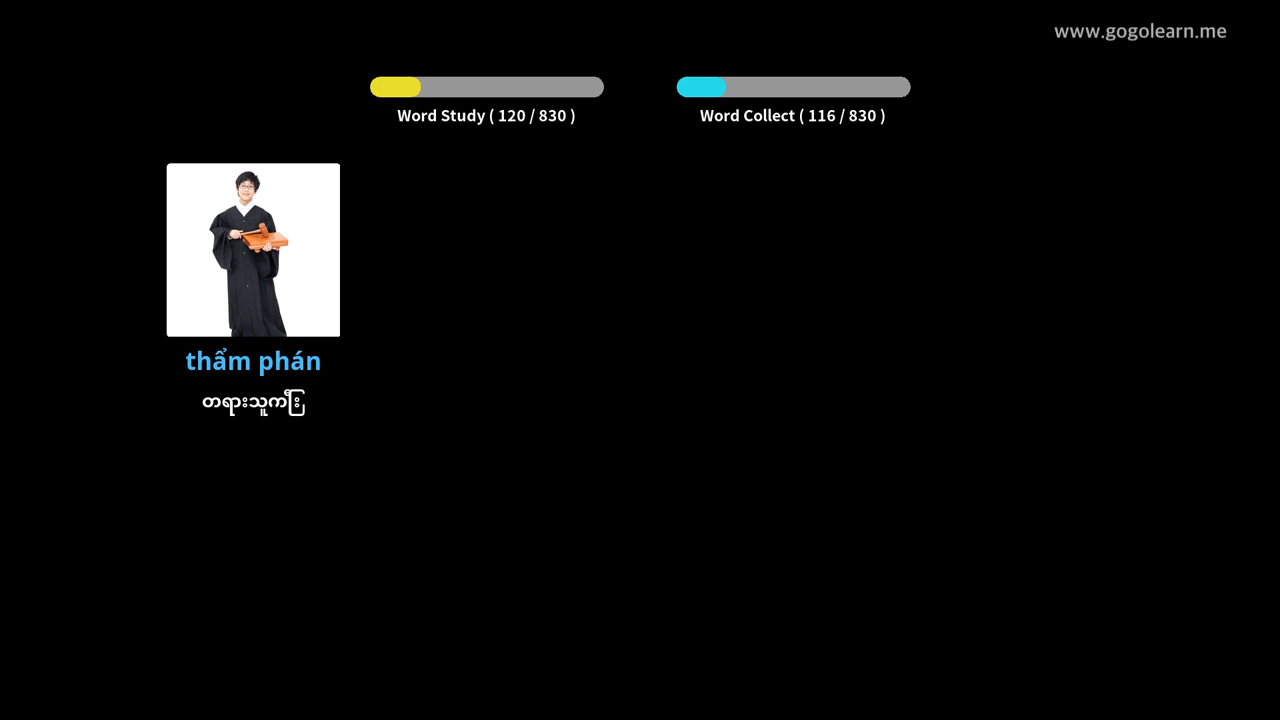 www.gogolearn.me
Word Study ( 120 / 830 )
Word Collect ( 116 / 830 )
thẩm phán
တရားသူကြီး